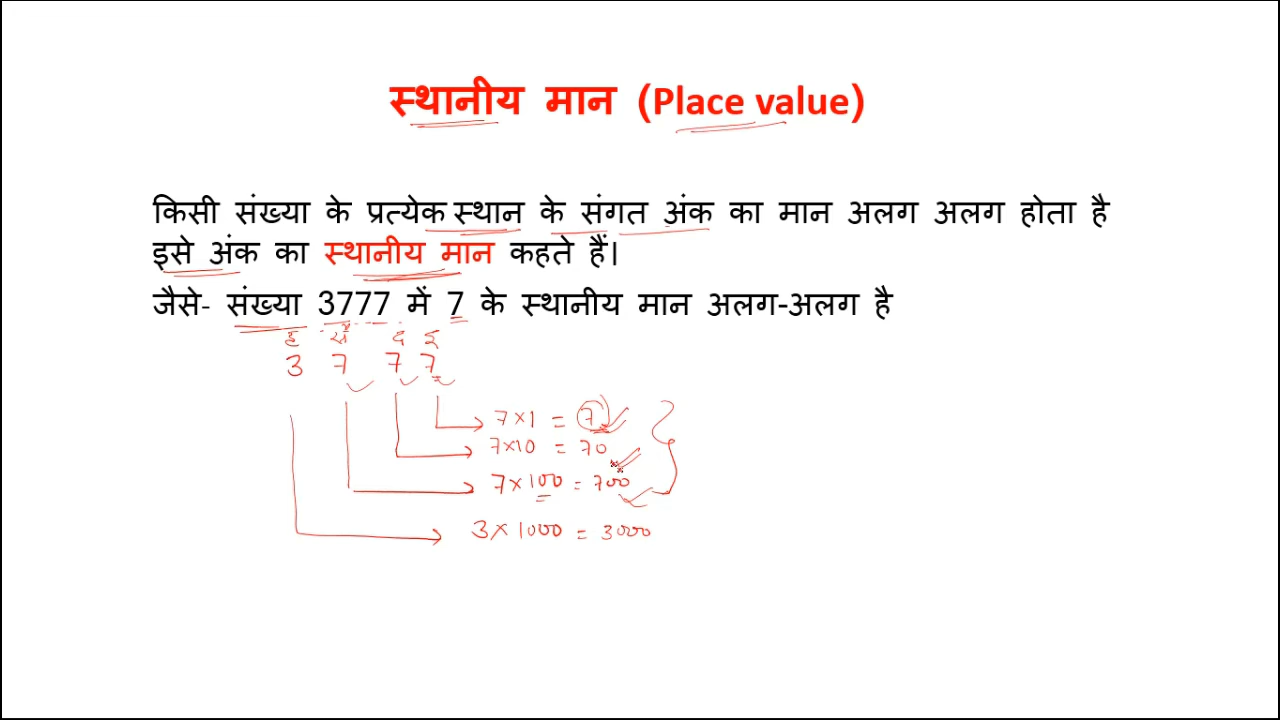 स्थानीय मान (Place value)
किसी संख्या के प्रत्येक स्थान के संगत अंक का मान अलग अलग होता है
इसे अंक का स्थानीय मान कहते हैं।
जैसे- संख्या 3777 में 7 के स्थानीय मान अलग-अलग है
ह सै द इ
3 7 7 7
7×1 = 7
7×10 = 70
7×100 = 700
3×1000 = 3000